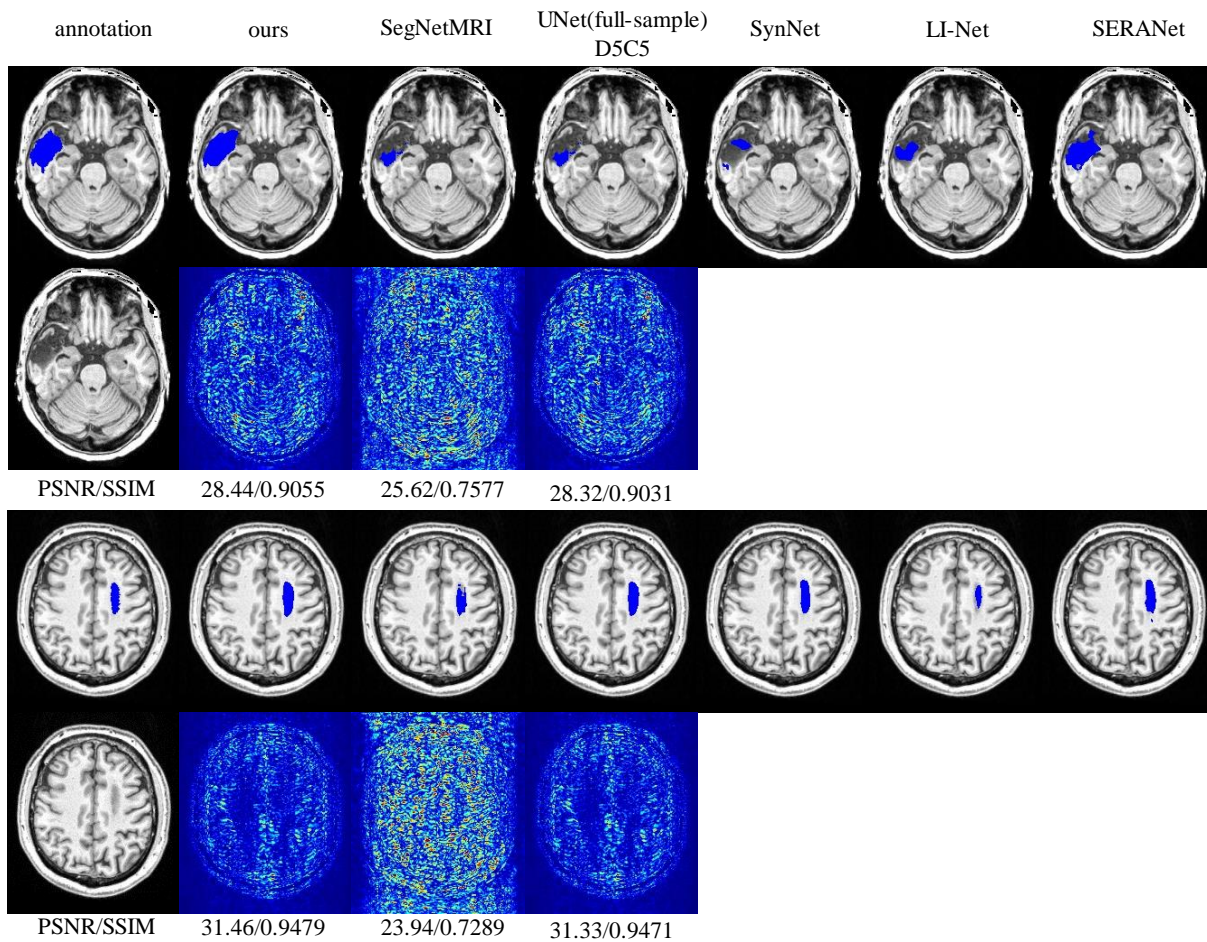 annotation ours SegNetMRI UNet(full-sample) SynNet LI-Net SERANet
D5C5
PSNR/SSIM 28.44/0.9055 25.62/0.7577 28.32/0.9031
PSNR/SSIM 31.46/0.9479 23.94/0.7289 31.33/0.9471